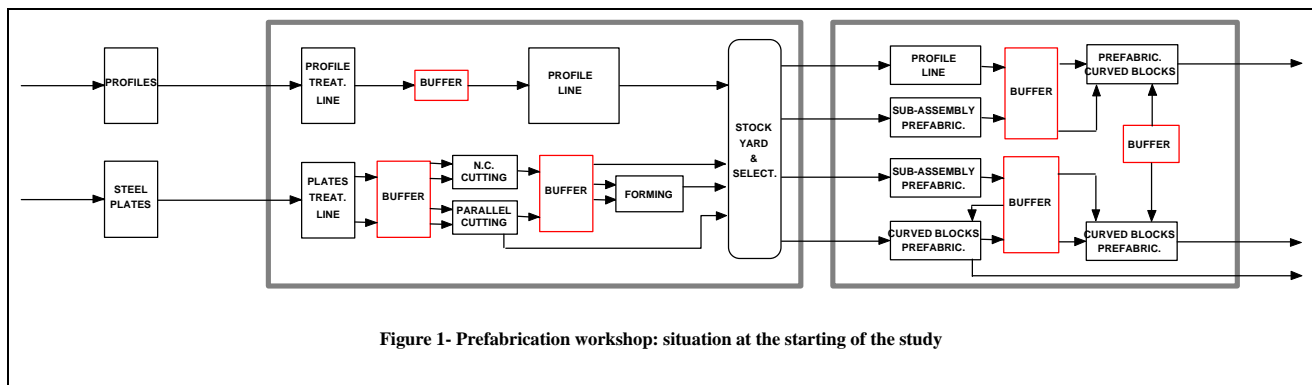 PROFILES
STEEL
PLATES
PROFILE
TREAT.
LINE
BUFFER
PROFILE
LINE
PLATES
TREAT.
LINE
BUFFER
N.C.
CUTTING
PARALLEL
CUTTING
BUFFER
FORMING
STOCK
YARD
&
SELECT.
PROFILE
LINE
SUB-ASSEMBLY
PREFABRIC.
BUFFER
PREFABRIC.
CURVED BLOCKS
BUFFER
SUB-ASSEMBLY
PREFABRIC.
CURVED BLOCKS
PREFABRIC.
BUFFER
CURVED BLOCKS
PREFABRIC.
Figure 1- Prefabrication workshop: situation at the starting of the study